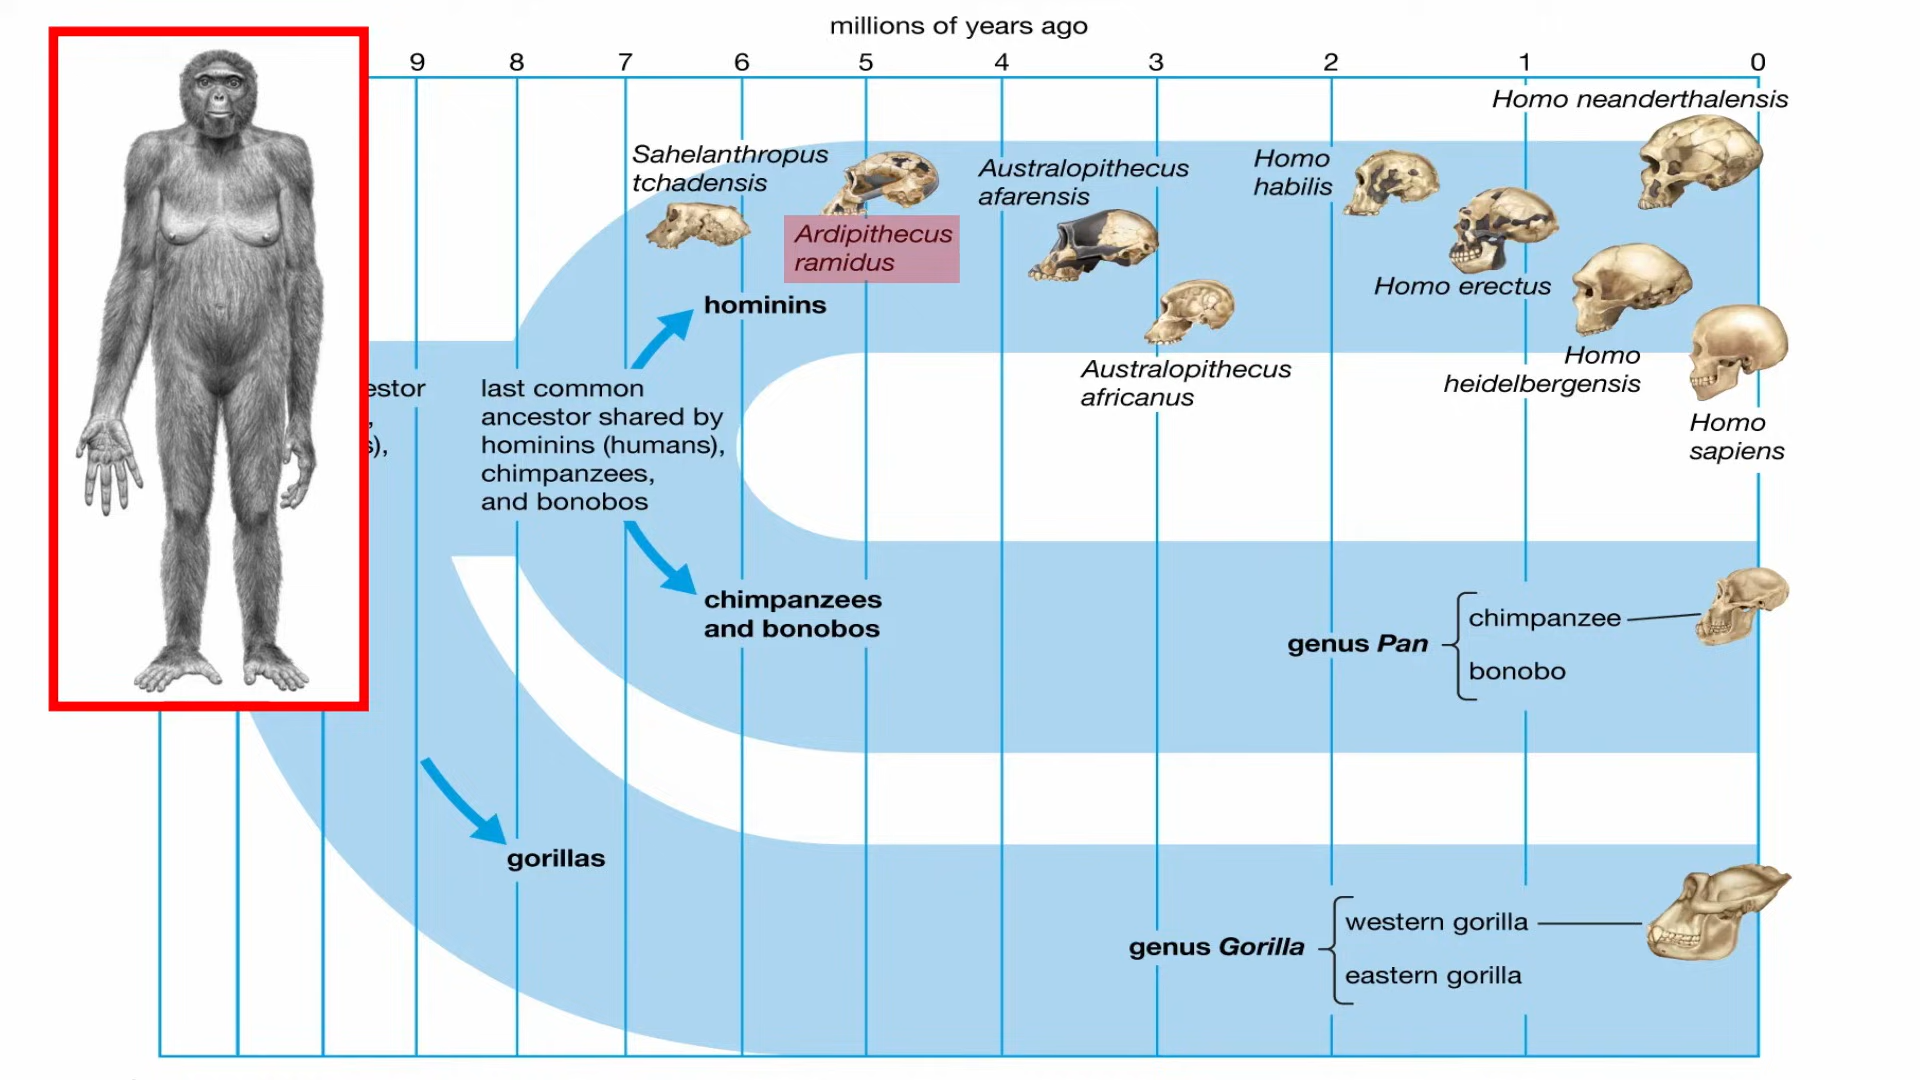 millions of years ago
9 8 7 6 5 4 3 2 1 0
Homo neanderthalensis
Sahelanthropus
tchadensis
Ardipithecus
ramidus
Australopithecus
afarensis
Homo
habilis
Homo erectus
hominins
Australopithecus
africanus
Homo
heidelbergensis
Homo
sapiens
estor
,
s),
last common
ancestor shared by
hominins (humans),
chimpanzees,
and bonobos
chimpanzees
and bonobos
genus Pan
chimpanzee
bonobo
gorillas
genus Gorilla
western gorilla
eastern gorilla